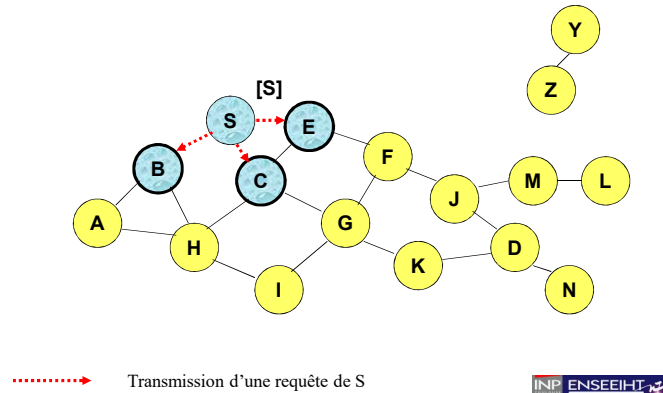 Y
Z
[S]
S
E
B
C
F
M
L
J
A
H
G
D
K
I
N
Transmission d'une requête de S
INP ENSEEIHT